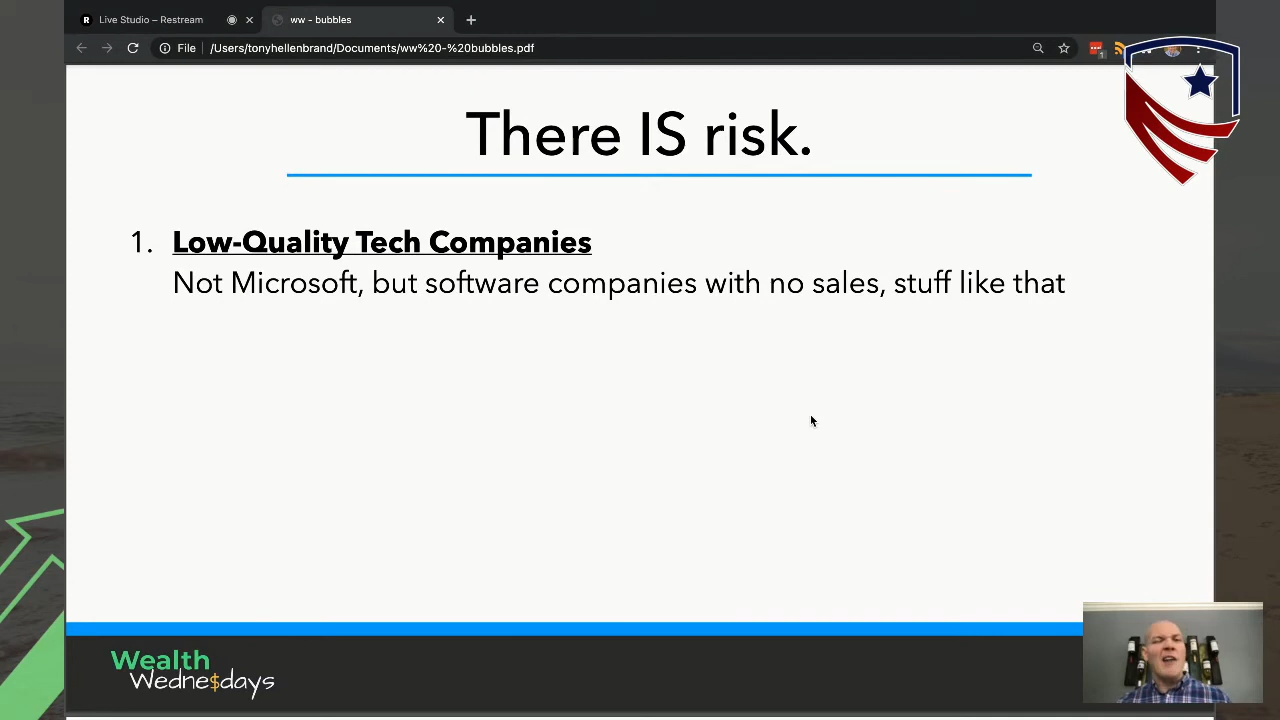 R Live Studio – Restream
ww - bubbles
File /Users/tonyhellenbrand/Documents/ww%20-%20bubbles.pdf
1
There IS risk.
1. Low-Quality Tech Companies
Not Microsoft, but software companies with no sales, stuff like that
Wealth
Wedne$days